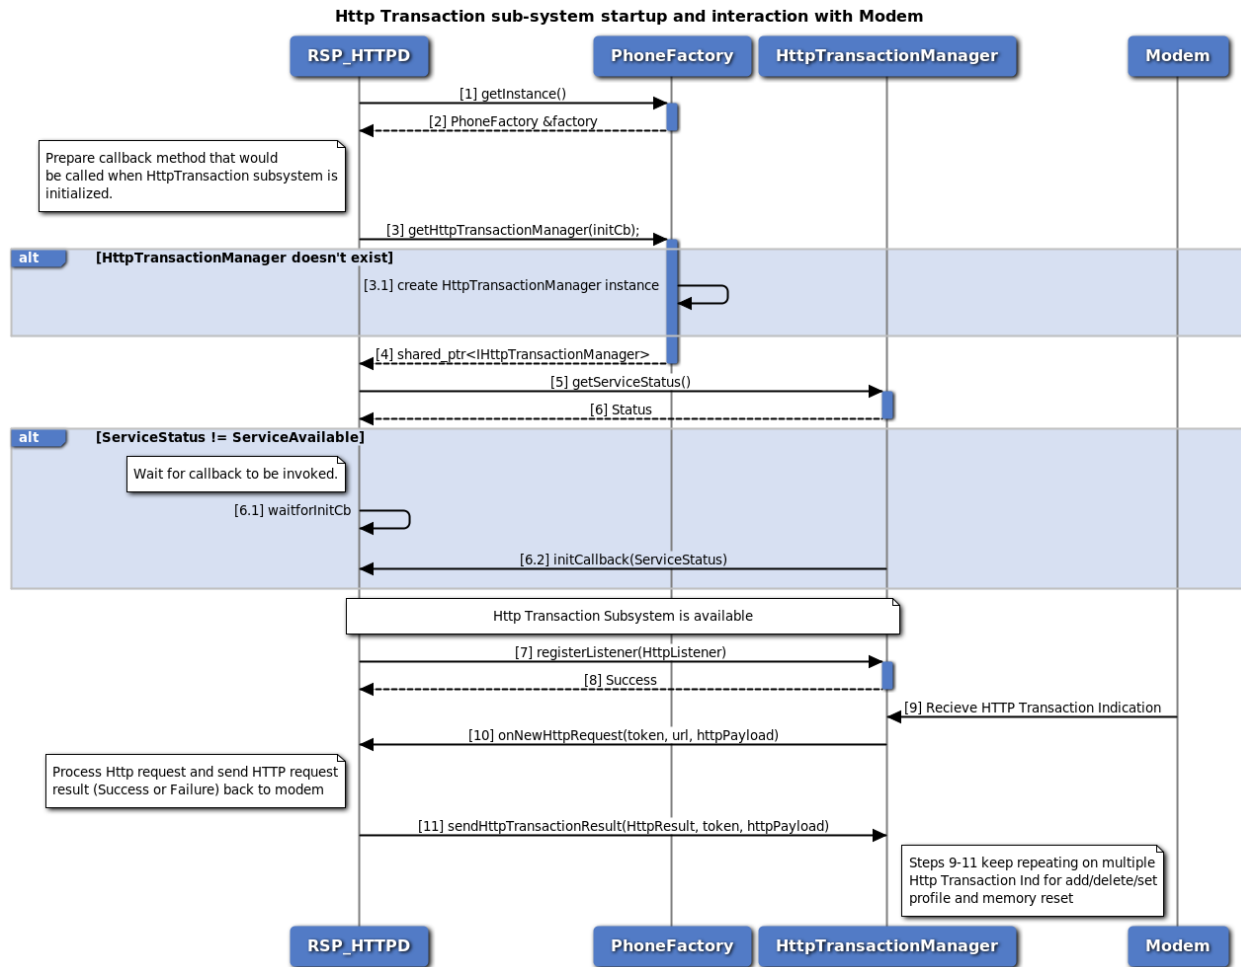 Http Transaction sub-system startup and interaction with Modem
RSP_HTTPD
PhoneFactory
HttpTransactionManager
Modem
[1] getInstance()
[2] PhoneFactory &factory
Prepare callback method that would
be called when HttpTransaction subsystem is
initialized.
[3] getHttpTransactionManager(initCb);
alt
[HttpTransactionManager doesn't exist]
[3.1] create HttpTransactionManager instance
[4] shared_ptr<IHttpTransactionManager>
[5] getServiceStatus()
[6] Status
alt
[ServiceStatus != ServiceAvailable]
Wait for callback to be invoked.
[6.1] waitforInitCb
[6.2] initCallback(ServiceStatus)
Http Transaction Subsystem is available
[7] registerListener(HttpListener)
[8] Success
[9] Recieve HTTP Transaction Indication
[10] onNewHttpRequest(token, url, httpPayload)
Process Http request and send HTTP request
result (Success or Failure) back to modem
[11] sendHttpTransactionResult(HttpResult, token, httpPayload)
Steps 9-11 keep repeating on multiple
Http Transaction Ind for add/delete/set
profile and memory reset
RSP_HTTPD
PhoneFactory
HttpTransactionManager
Modem